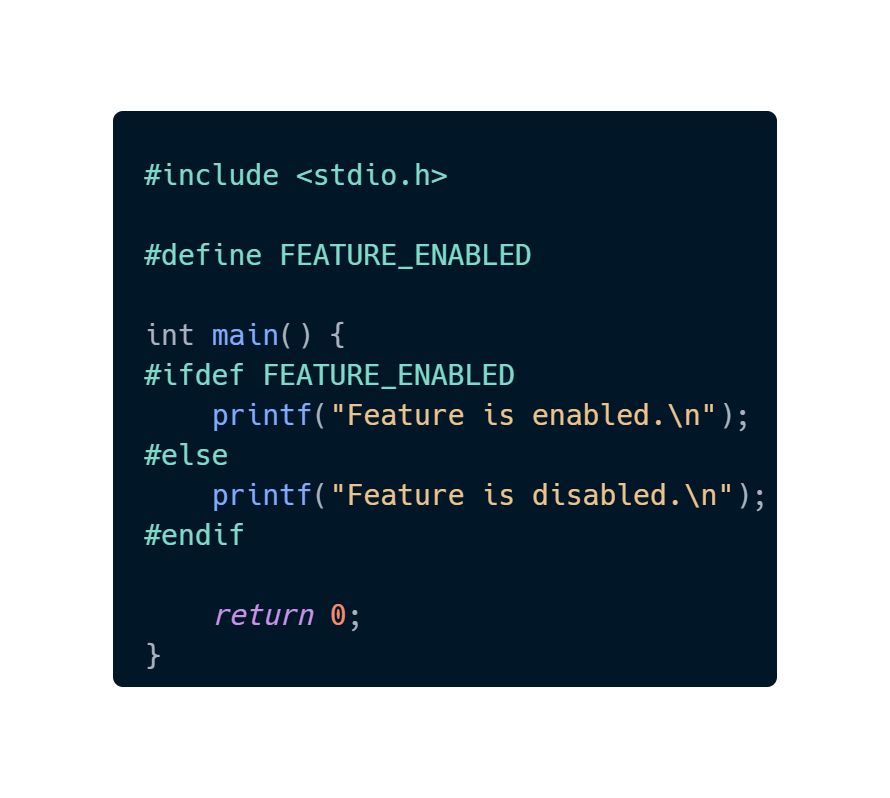 #include <stdio.h>

#define FEATURE_ENABLED

int main() {
#ifdef FEATURE_ENABLED
    printf("Feature is enabled.\n");
#else
    printf("Feature is disabled.\n");
#endif

    return 0;
}